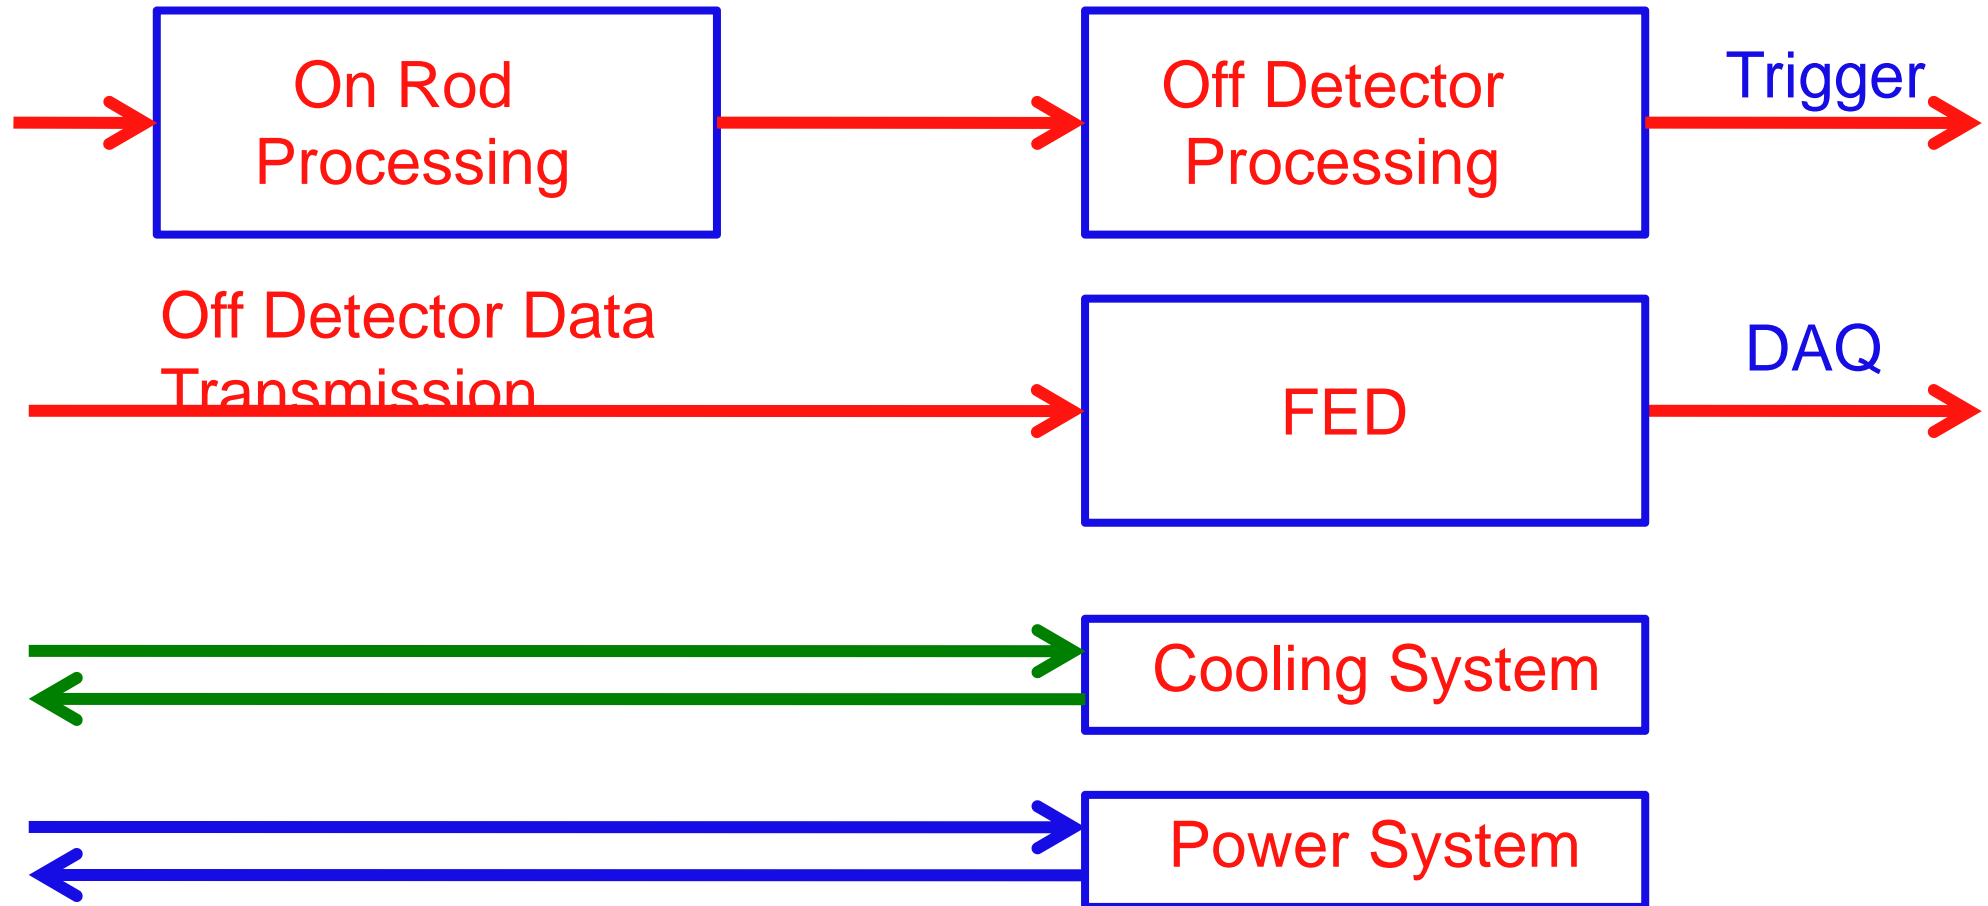 On Rod
Processing
Off Detector
Processing
Trigger
Off Detector Data
Transmission
FED
DAQ
Cooling System
Power System